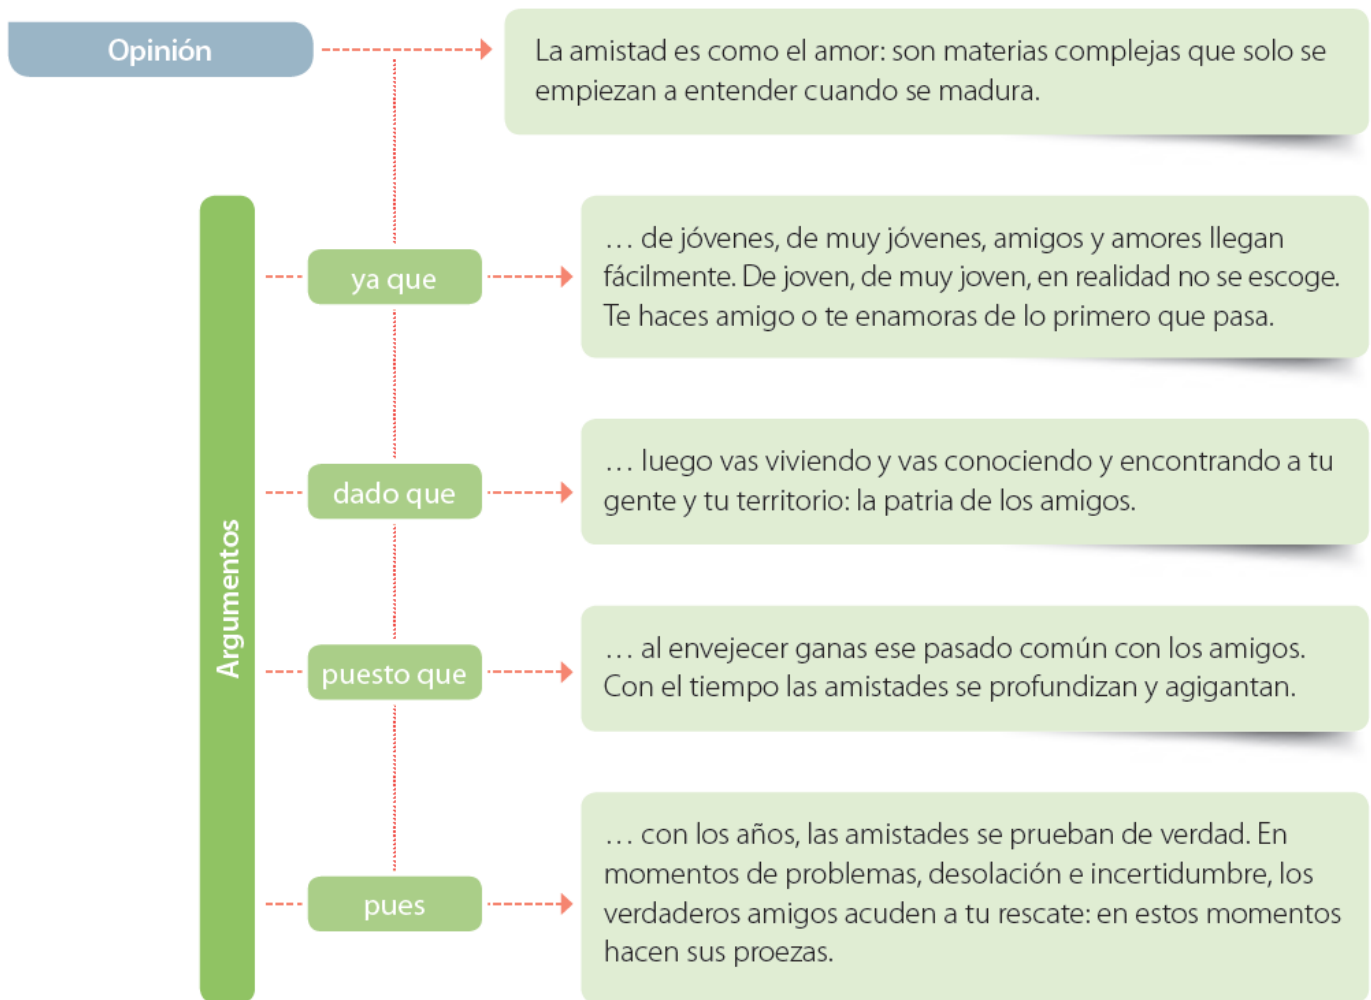 Opinión
La amistad es como el amor: son materias complejas que solo se
empiezan a entender cuando se madura.
Argumentos
ya que
… de jóvenes, de muy jóvenes, amigos y amores llegan
fácilmente. De joven, de muy joven, en realidad no se escoge.
Te haces amigo o te enamoras de lo primero que pasa.
dado que
… luego vas viviendo y vas conociendo y encontrando a tu
gente y tu territorio: la patria de los amigos.
puesto que
… al envejecer ganas ese pasado común con los amigos.
Con el tiempo las amistades se profundizan y agigantan.
pues
… con los años, las amistades se prueban de verdad. En
momentos de problemas, desolación e incertidumbre, los
verdaderos amigos acuden a tu rescate: en estos momentos
hacen sus proezas.